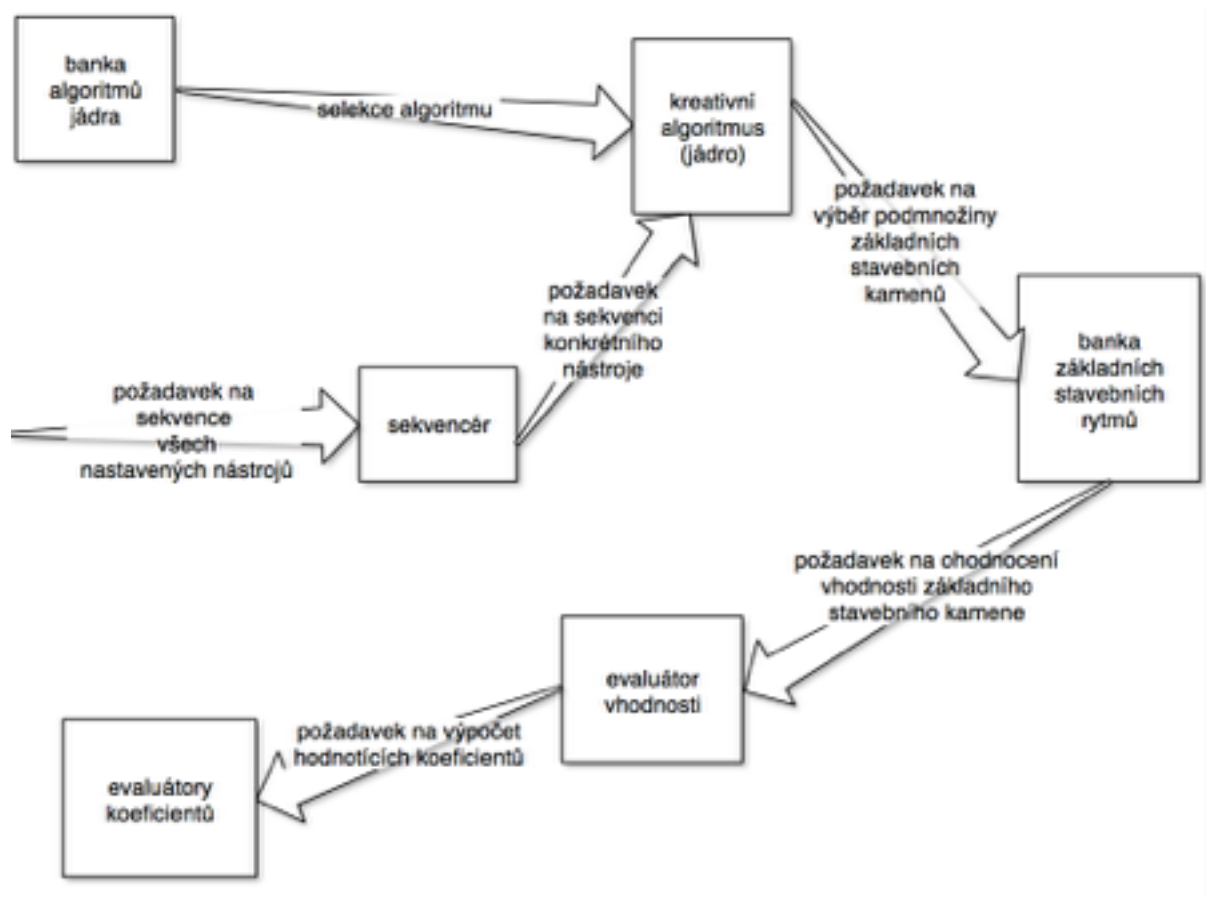 banka
algoritmů
jádra
selekce algoritmu
kreativní
algoritmus
(jádro)
požadavek na
výběr podmnožiny
základních
stavebních
kamenů
požadavek
na sekvenci
konkrétního
nástroje
banka
základních
stavebních
rytmů
požadavek na
sekvence
všech
nastavených nástrojů
sekvencér
požadavek na ohodnocení
vhodnosti základního
stavebního kamene
evaluátor
vhodnosti
požadavek na výpočet
hodnotících koeficientů
evaluátory
koeficientů